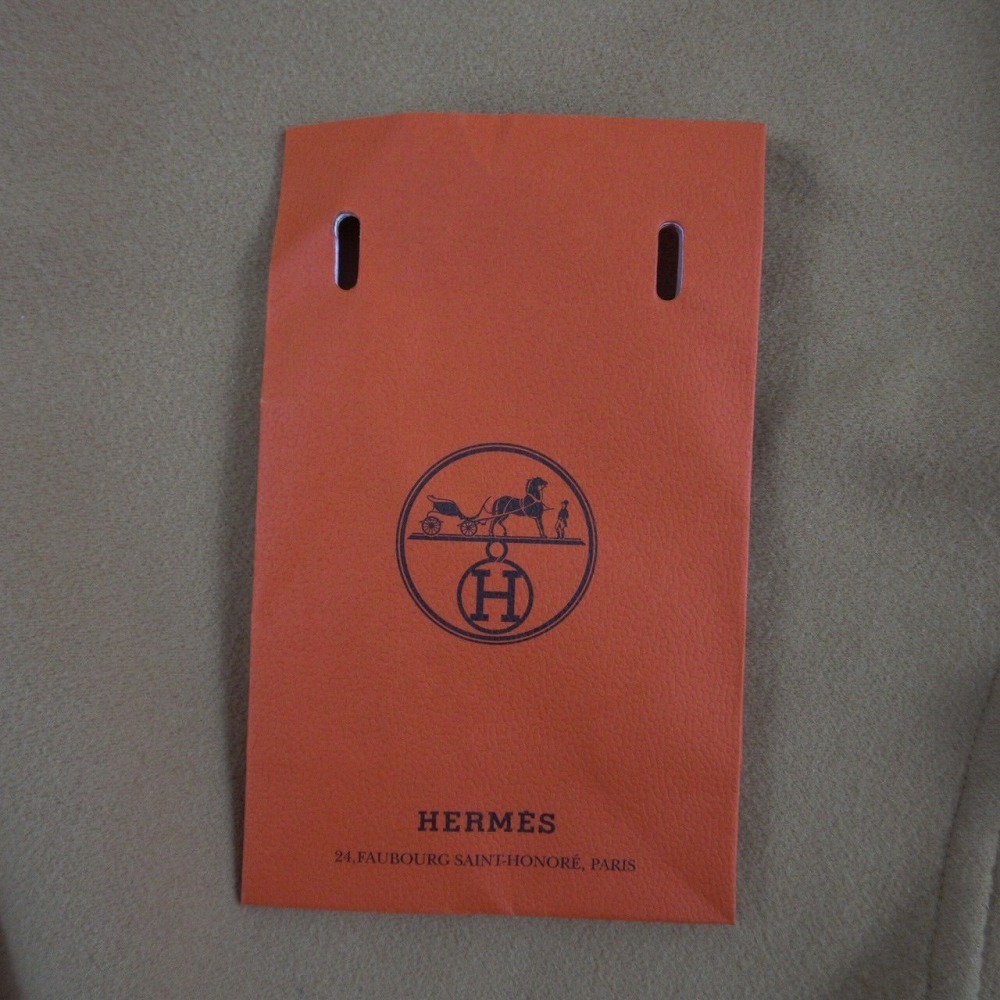 H
HERMÈS
24, FAUBOURG SAINT-HONORÉ, PARIS